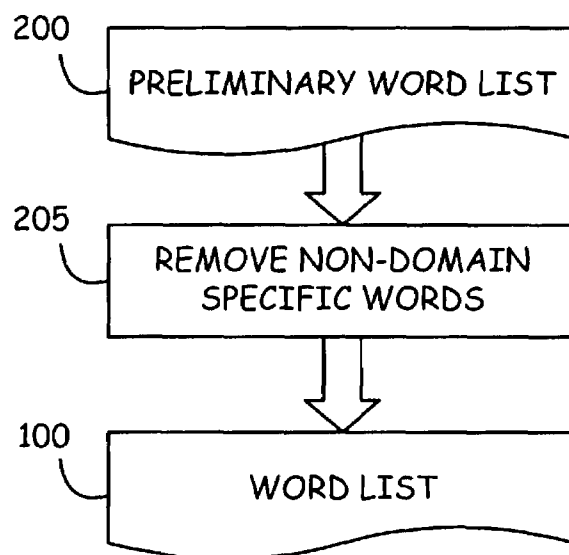 200
PRELIMINARY WORD LIST
205
REMOVE NON-DOMAIN
SPECIFIC WORDS
100
WORD LIST